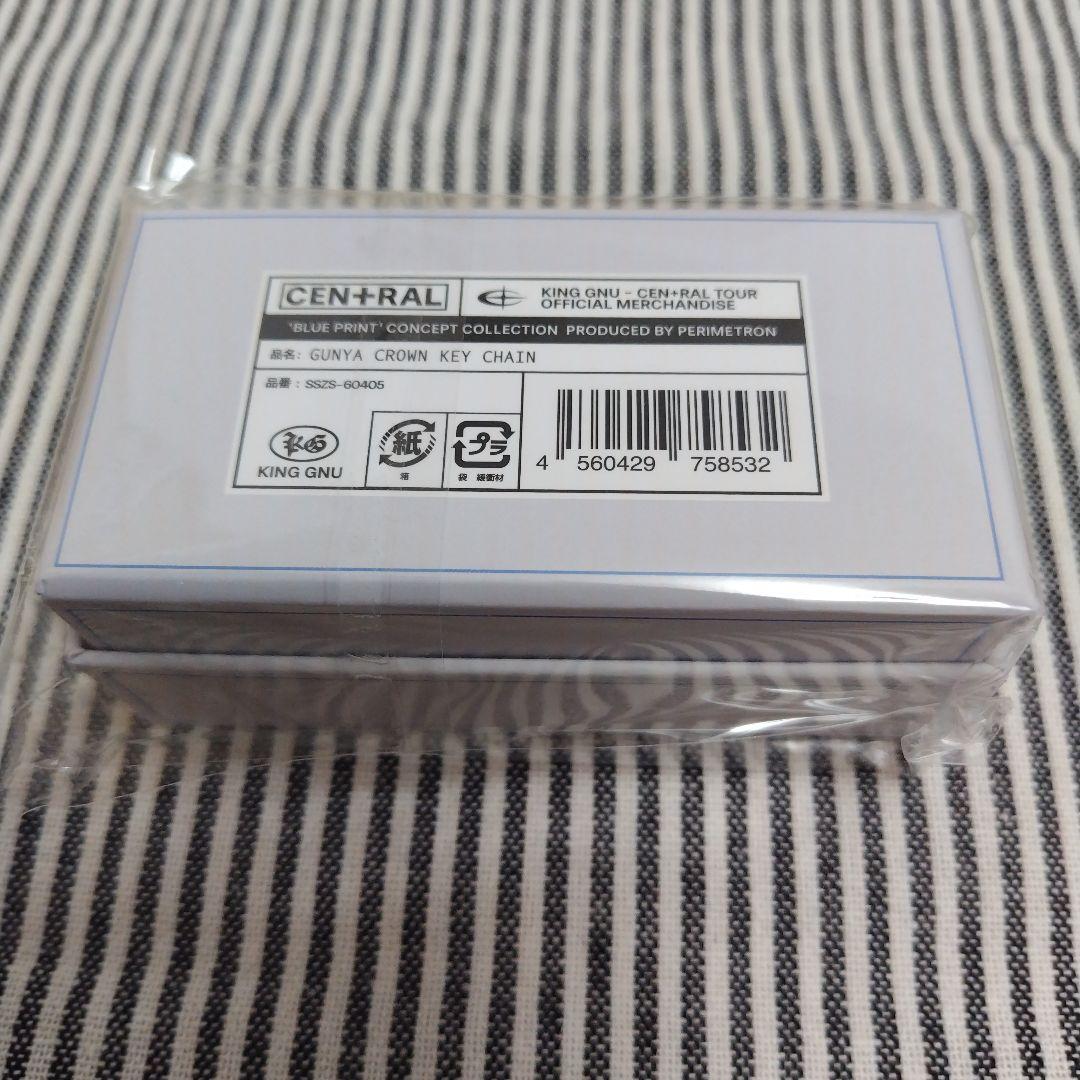 CEN+RAL
KING GNU - CEN+RAL TOUR
OFFICIAL MERCHANDISE
'BLUE PRINT' CONCEPT COLLECTION PRODUCED BY PERIMETRON
品名: GUNYA CROWN KEY CHAIN
品番: SSZS-60405
KG
KING GNU
紙
箱
プラ
袋 緩衝材
4 560429 758532